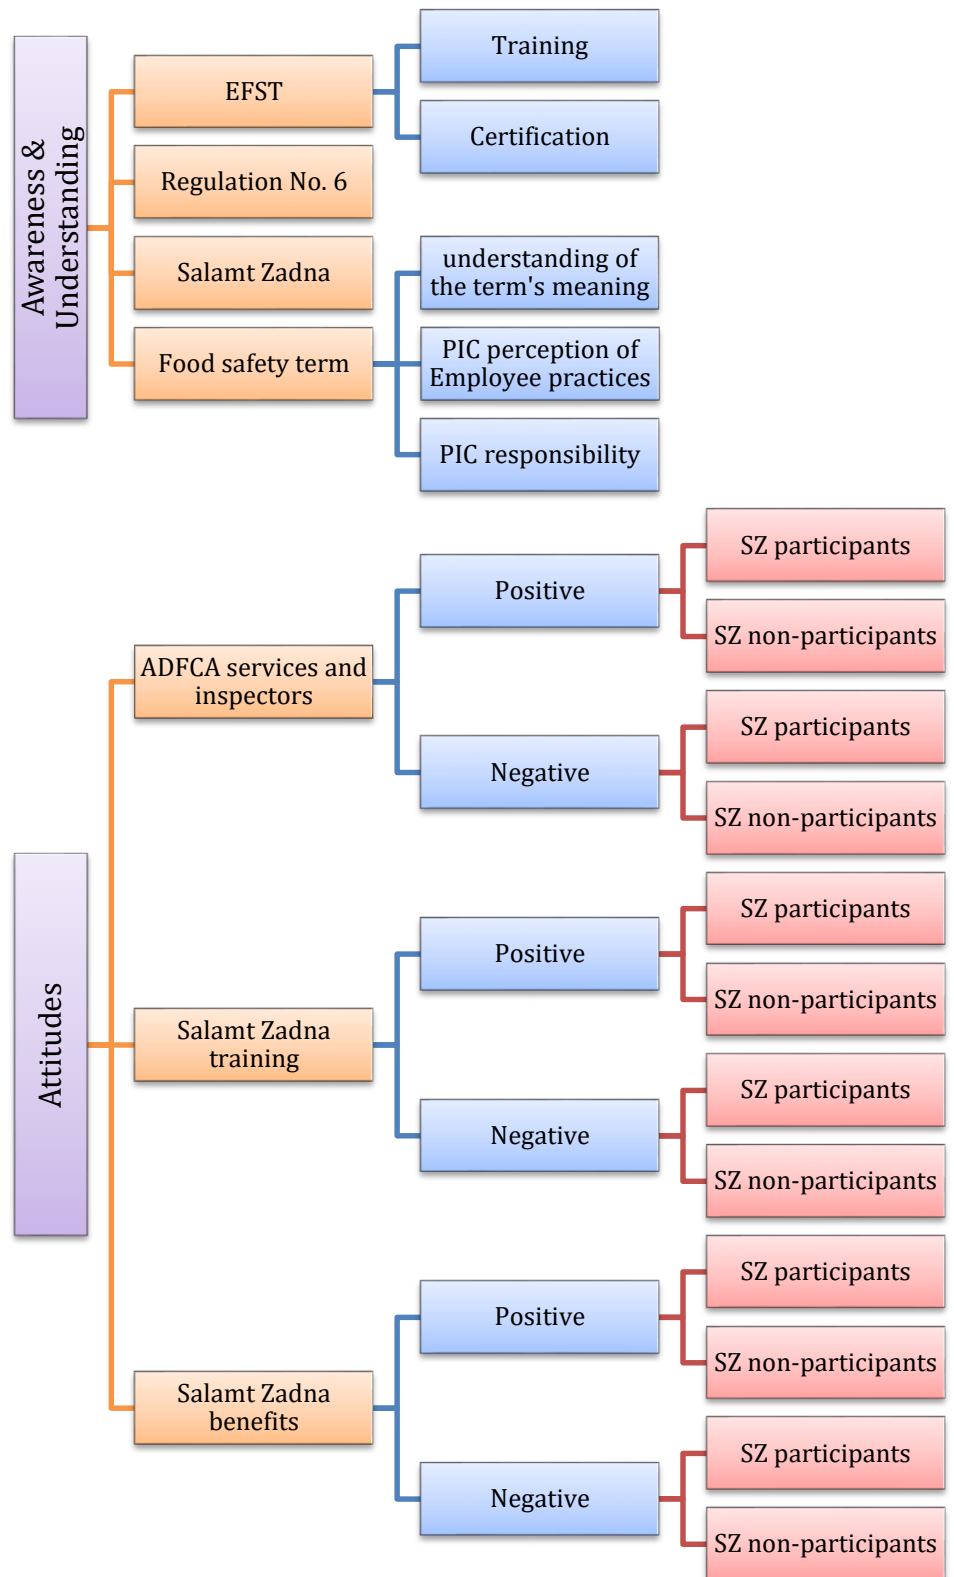 Awareness &
Understanding
EFST
Training
Certification
Regulation No. 6
Salamt Zadna
Food safety term
understanding of
the term's meaning
PIC perception of
Employee practices
PIC responsibility
Attitudes
ADFCA services and
inspectors
Positive
SZ participants
SZ non-participants
Negative
SZ participants
SZ non-participants
Salamt Zadna
training
Positive
SZ participants
SZ non-participants
Negative
SZ participants
SZ non-participants
Salamt Zadna
benefits
Positive
SZ participants
SZ non-participants
Negative
SZ participants
SZ non-participants